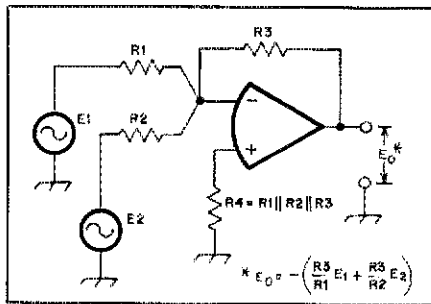 R3
R1
R2
E1
E2
−
+
E₀*
R4 = R1 || R2 || R3
* E₀ = −(R3/R1 E₁ + R3/R2 E₂)